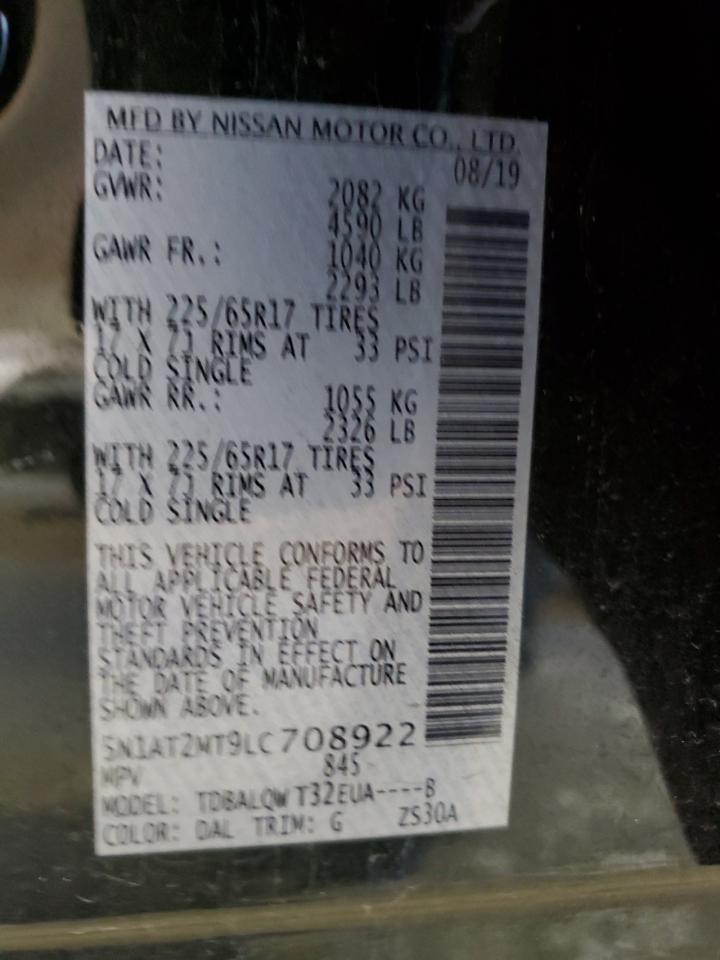 MFD BY NISSAN MOTOR CO., LTD.
DATE: 08/19
GVWR: 2082 KG
4590 LB
GAWR FR.: 1040 KG
2293 LB
WITH 225/65R17 TIRES
17 X 7J RIMS AT 33 PSI
COLD SINGLE
GAWR RR.: 1055 KG
2326 LB
WITH 225/65R17 TIRES
17 X 7J RIMS AT 33 PSI
COLD SINGLE
THIS VEHICLE CONFORMS TO
ALL APPLICABLE FEDERAL
MOTOR VEHICLE SAFETY AND
THEFT PREVENTION
STANDARDS IN EFFECT ON
THE DATE OF MANUFACTURE
SHOWN ABOVE.
5N1AT2MT9LC708922
MPV 845
MODEL: TDBALQWT32EUA----B
COLOR: DAL TRIM: G ZS30A